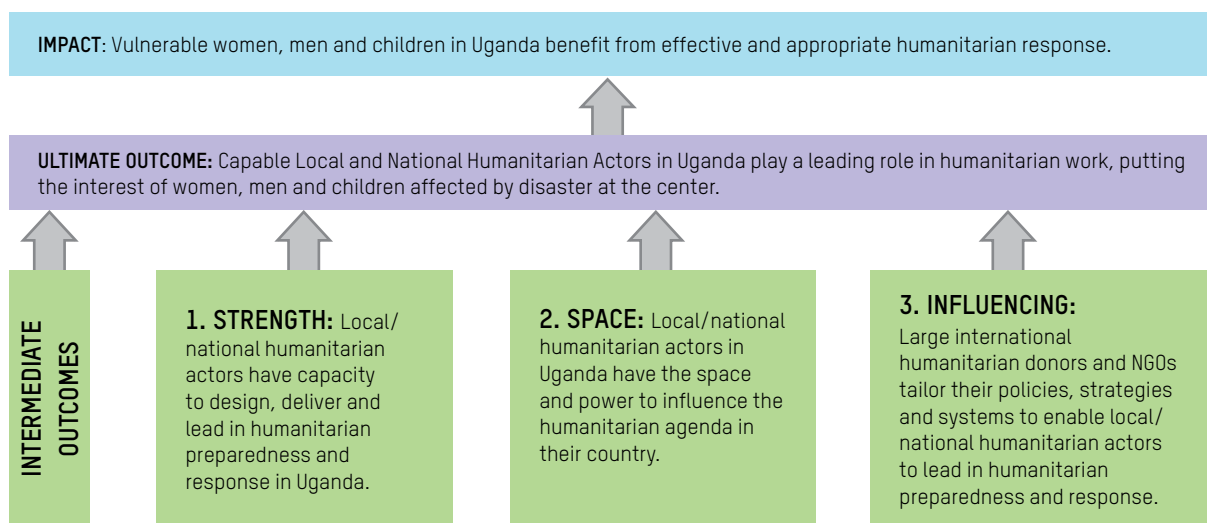 IMPACT: Vulnerable women, men and children in Uganda benefit from effective and appropriate humanitarian response.
ULTIMATE OUTCOME: Capable Local and National Humanitarian Actors in Uganda play a leading role in humanitarian work, putting
the interest of women, men and children affected by disaster at the center.
INTERMEDIATE
OUTCOMES
1. STRENGTH: Local/
national humanitarian
actors have capacity
to design, deliver and
lead in humanitarian
preparedness and
response in Uganda.
2. SPACE: Local/national
humanitarian actors in
Uganda have the space
and power to influence the
humanitarian agenda in
their country.
3. INFLUENCING:
Large international
humanitarian donors and NGOs
tailor their policies, strategies
and systems to enable local/
national humanitarian actors
to lead in humanitarian
preparedness and response.